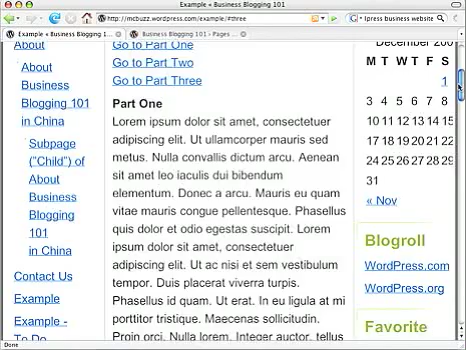 Example « Business Blogging 101
http://mcbuzz.wordpress.com/example/#three
lpress business website
Example « Business Blogging 1...
Business Blogging 101 › Pages ...
About
About
Business
Blogging 101
in China
Subpage
("Child") of
About
Business
Blogging
101
in China
Contact Us
Example
Example -
To Do
Go to Part One
Go to Part Two
Go to Part Three
Part One
Lorem ipsum dolor sit amet, consectetuer
adipiscing elit. Ut ullamcorper mauris sed
metus. Nulla convallis dictum arcu. Aenean
sit amet leo iaculis dui bibendum
elementum. Donec a arcu. Mauris eu quam
vitae mauris congue pellentesque. Phasellus
quis dolor et odio egestas suscipit. Lorem
ipsum dolor sit amet, consectetuer
adipiscing elit. Ut ac nisi et sem vestibulum
tempor. Duis placerat viverra turpis.
Phasellus id quam. Ut erat. In eu ligula at mi
porttitor tristique. Maecenas sollicitudin.
Proin orci. Nulla lorem. Integer auctor, tellus
December 200
M T W T F S
1
3 4 5 6 7 8
10 11 12 13 14 15
17 18 19 20 21 22
24 25 26 27 28 29
31
« Nov
Blogroll
WordPress.com
WordPress.org
Favorite
Done